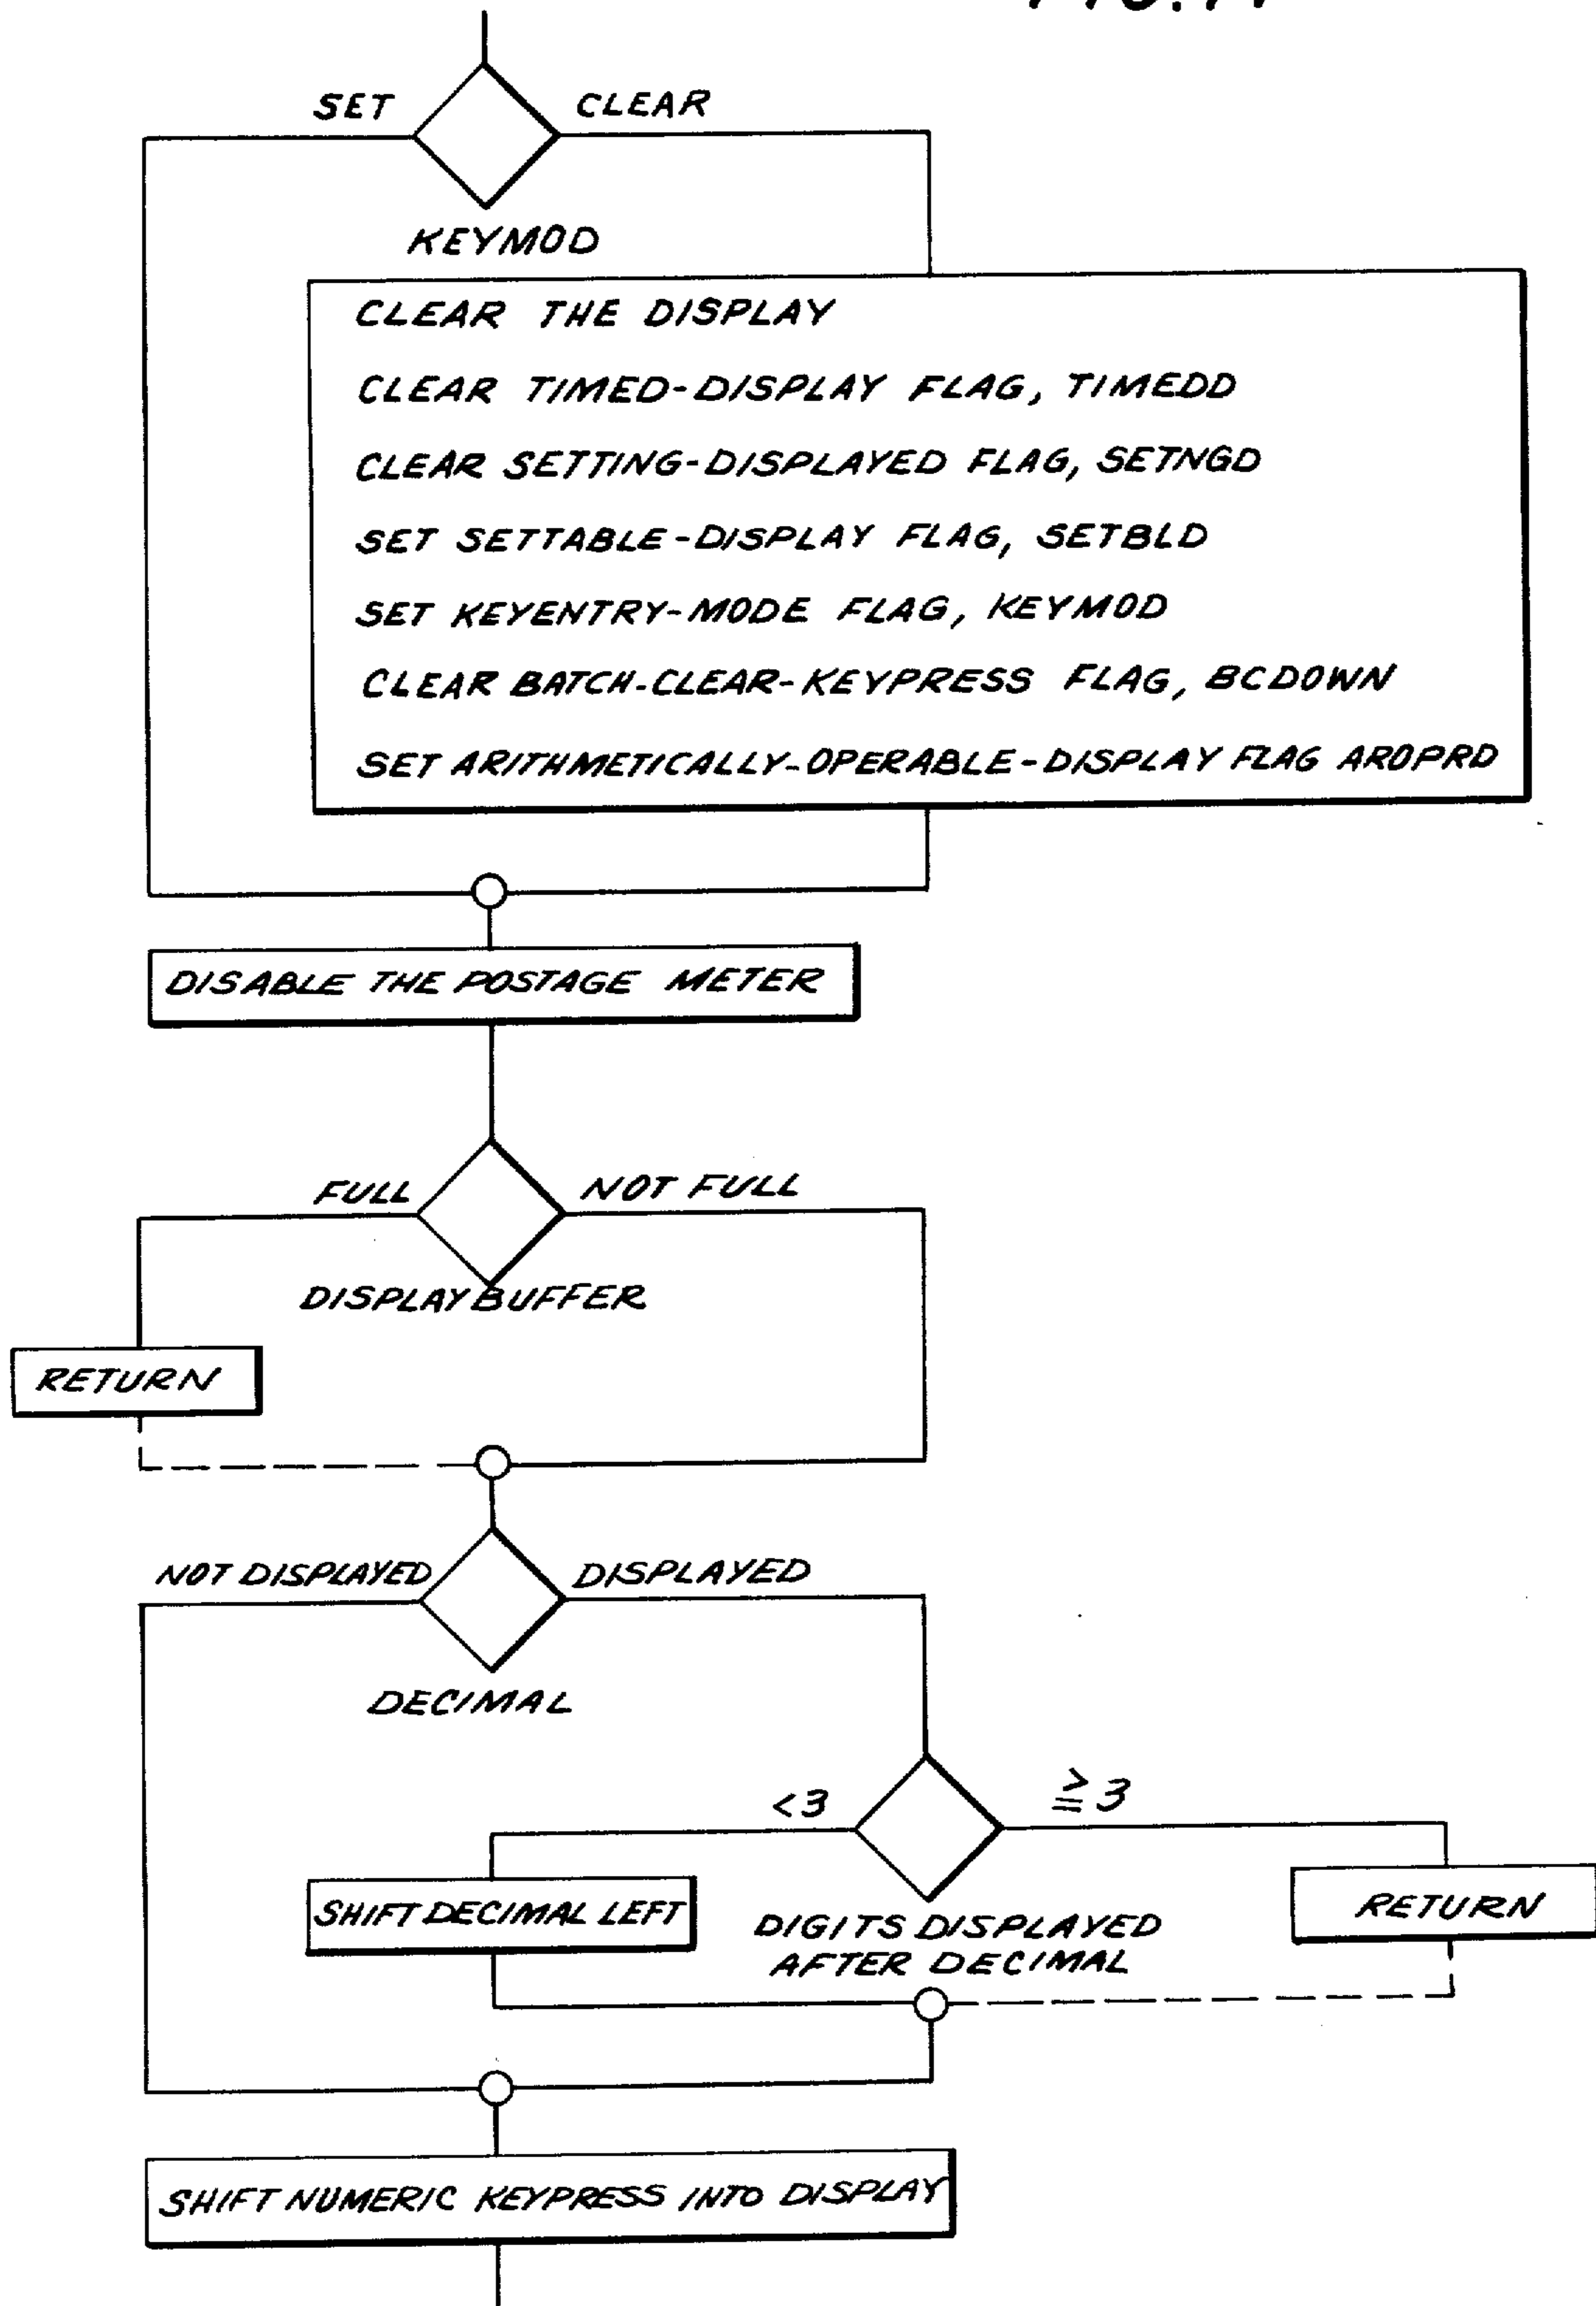 SET CLEAR
KEYMOD
CLEAR THE DISPLAY
CLEAR TIMED-DISPLAY FLAG, TIMEDD
CLEAR SETTING-DISPLAYED FLAG, SETNGD
SET SETTABLE-DISPLAY FLAG, SETBLD
SET KEYENTRY-MODE FLAG, KEYMOD
CLEAR BATCH-CLEAR-KEYPRESS FLAG, BCDOWN
SET ARITHMETICALLY-OPERABLE-DISPLAY FLAG AROPRD
DISABLE THE POSTAGE METER
FULL NOT FULL
DISPLAY BUFFER
RETURN
NOT DISPLAYED DISPLAYED
DECIMAL
<3 ≧3
SHIFT DECIMAL LEFT
DIGITS DISPLAYED
AFTER DECIMAL
RETURN
SHIFT NUMERIC KEYPRESS INTO DISPLAY